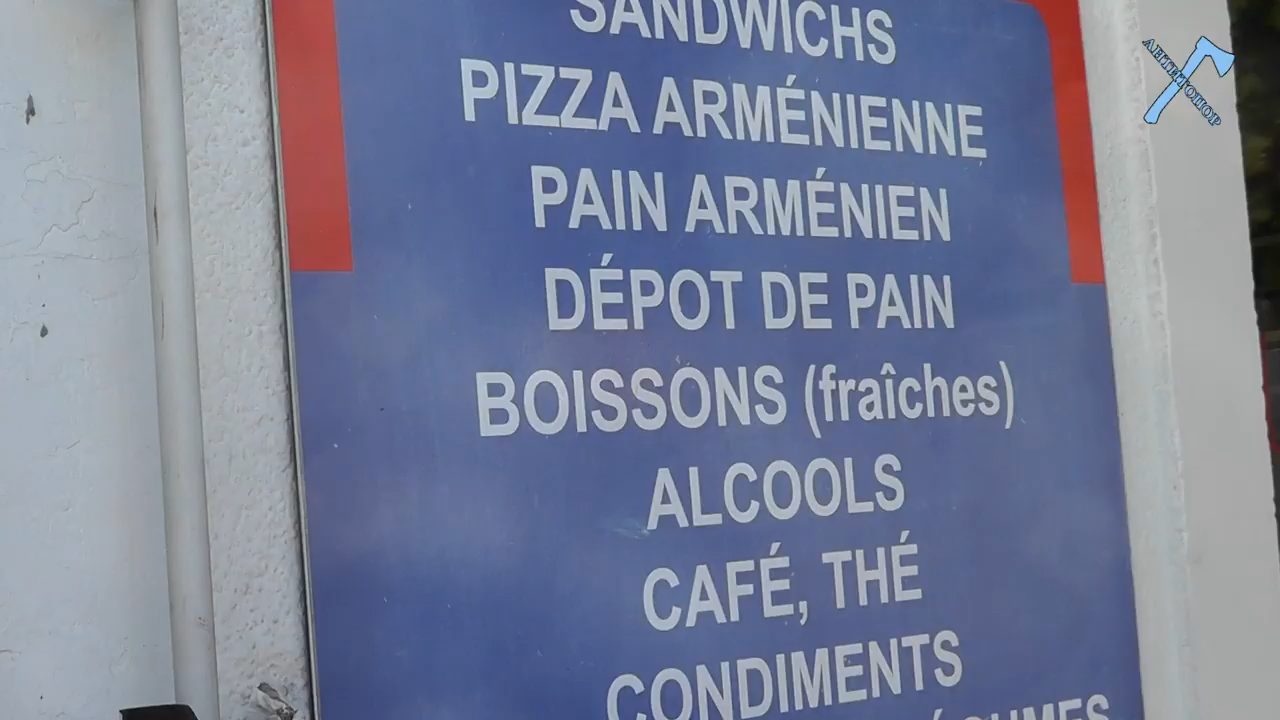 SANDWICHS
PIZZA ARMÉNIENNE
PAIN ARMÉNIEN
DÉPOT DE PAIN
BOISSONS (fraîches)
ALCOOLS
CAFÉ, THÉ
CONDIMENTS